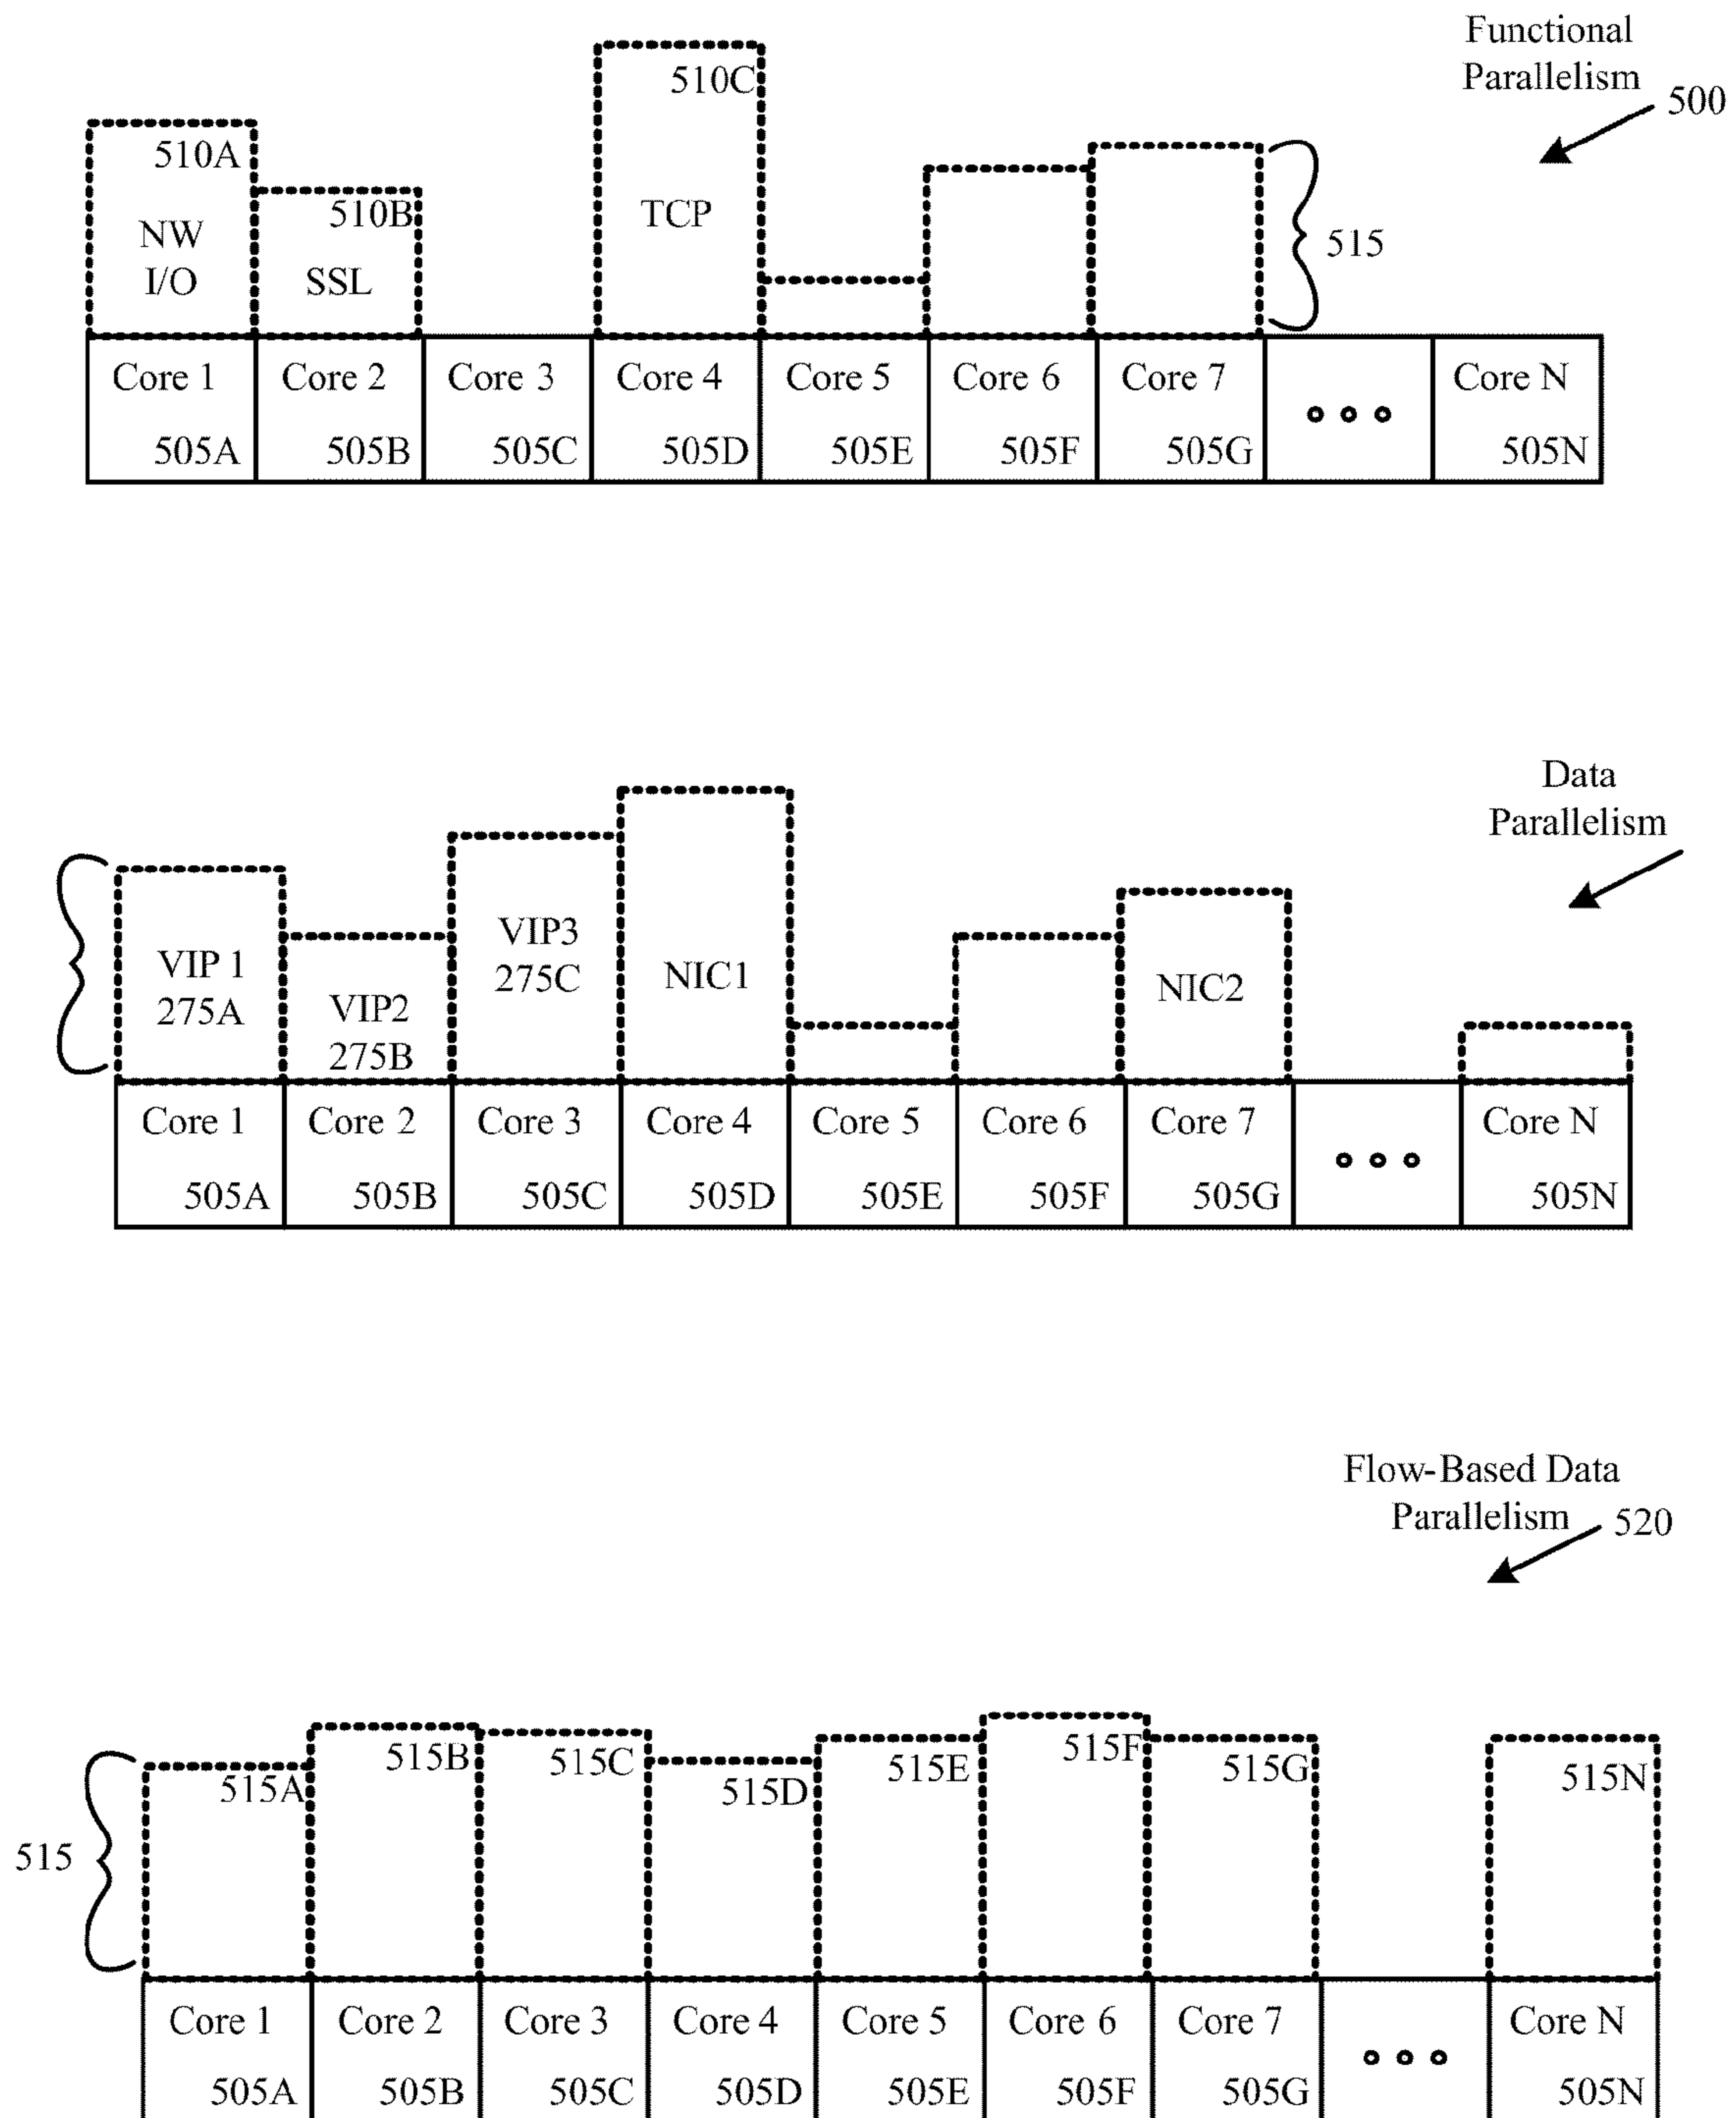 Functional
Parallelism
500
510C
510A
510B
NW
I/O
SSL
TCP
515
Core 1 Core 2 Core 3 Core 4 Core 5 Core 6 Core 7 Core N
505A 505B 505C 505D 505E 505F 505G 505N
Data
Parallelism
VIP 1
275A
VIP2
275B
VIP3
275C
NIC1
NIC2
Core 1 Core 2 Core 3 Core 4 Core 5 Core 6 Core 7 Core N
505A 505B 505C 505D 505E 505F 505G 505N
Flow-Based Data
Parallelism
520
515A 515B 515C 515D 515E 515F 515G 515N
515
Core 1 Core 2 Core 3 Core 4 Core 5 Core 6 Core 7 Core N
505A 505B 505C 505D 505E 505F 505G 505N